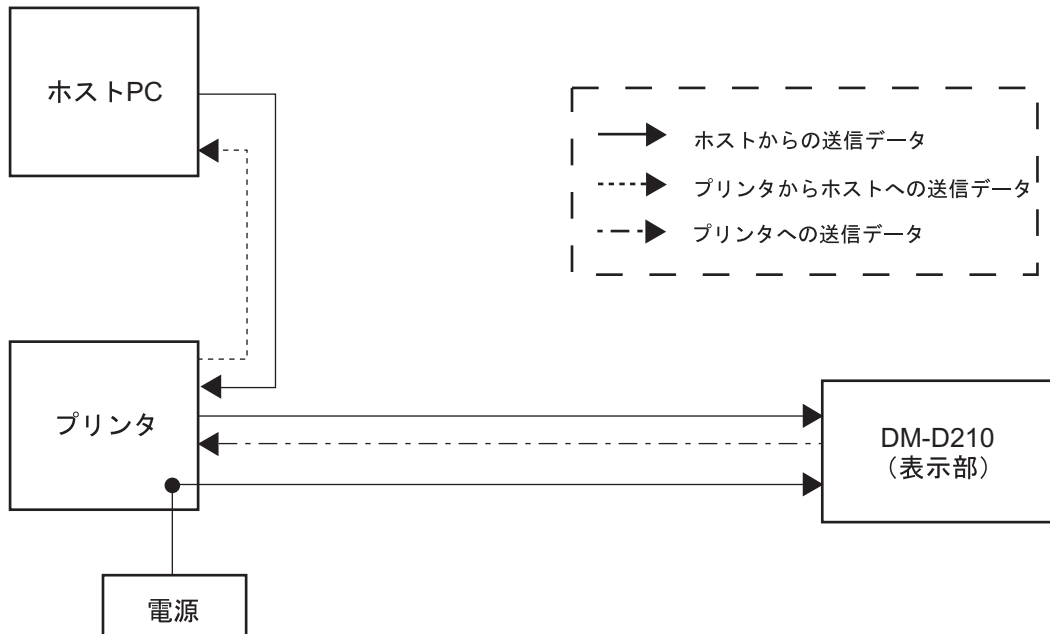 ホストPC
ホストからの送信データ
プリンタからホストへの送信データ
プリンタへの送信データ
プリンタ
DM-D210
（表示部）
電源